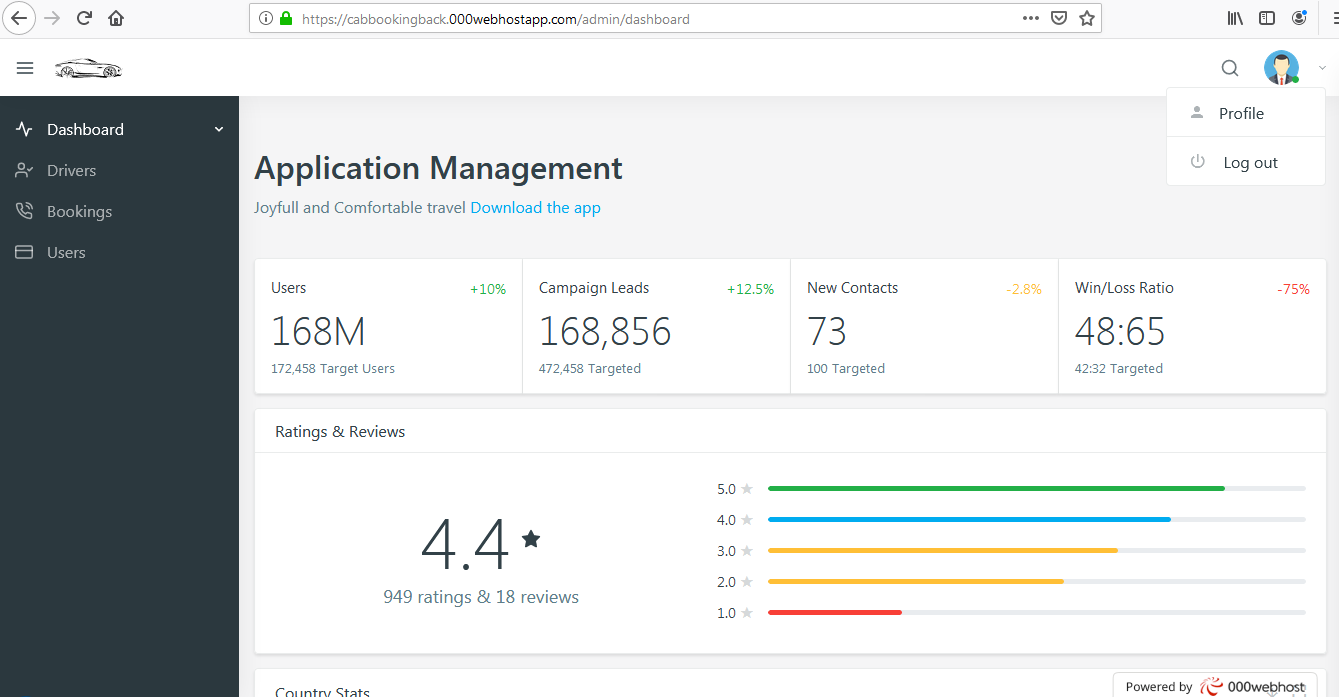 https://cabbookingback.000webhostapp.com/admin/dashboard
Profile
Log out
Dashboard
Drivers
Bookings
Users
Application Management
Joyfull and Comfortable travel Download the app
Users +10%
168M
172,458 Target Users
Campaign Leads +12.5%
168,856
472,458 Targeted
New Contacts -2.8%
73
100 Targeted
Win/Loss Ratio -75%
48:65
42:32 Targeted
Ratings & Reviews
4.4
949 ratings & 18 reviews
5.0
4.0
3.0
2.0
1.0
Country Stats
Powered by 000webhost